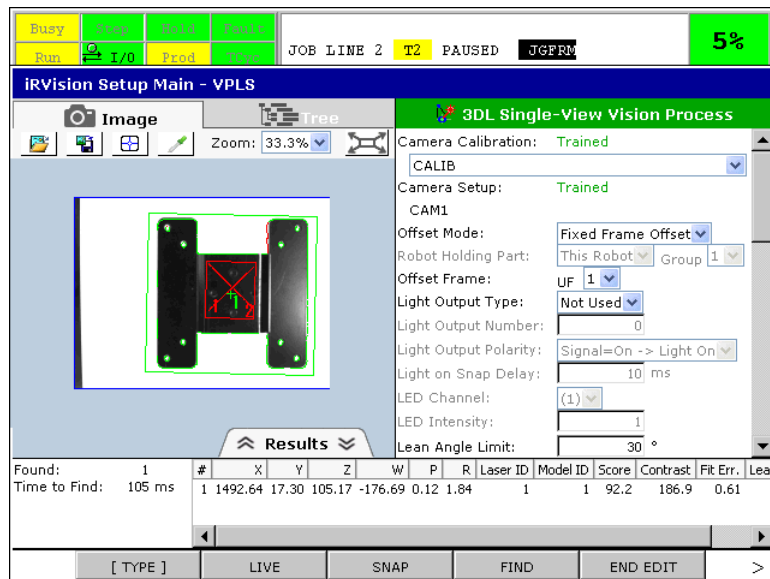 Busy Step Hold Fault
Run I/O Prod TCyc
JOB LINE 2 T2 PAUSED JGFRM
5%
iRVision Setup Main - VPLS
Image Tree
Zoom: 33.3%
1 1 2
Results
3DL Single-View Vision Process
Camera Calibration: Trained
CALIB
Camera Setup: Trained
CAM1
Offset Mode: Fixed Frame Offset
Robot Holding Part: This Robot Group 1
Offset Frame: UF 1
Light Output Type: Not Used
Light Output Number: 0
Light Output Polarity: Signal=On -> Light On
Light on Snap Delay: 10 ms
LED Channel: (1)
LED Intensity: 1
Lean Angle Limit: 30 °
Found: 1
Time to Find: 105 ms
# X Y Z W P R Laser ID Model ID Score Contrast Fit Err. Lea
1 1492.64 17.30 105.17 -176.69 0.12 1.84 1 1 92.2 186.9 0.61
[ TYPE ] LIVE SNAP FIND END EDIT >